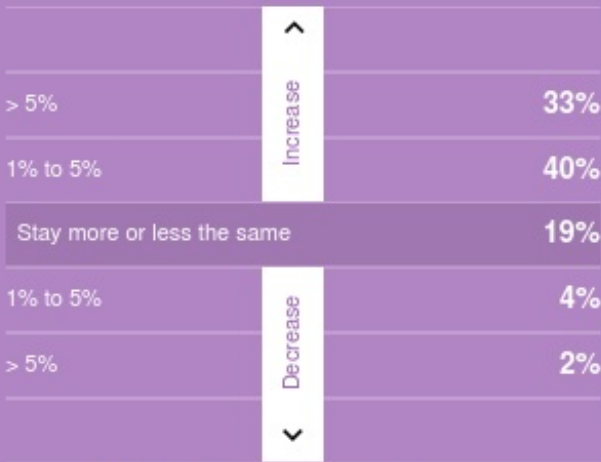 > 5% 33%
Increase
1% to 5% 40%
Stay more or less the same 19%
1% to 5% 4%
Decrease
> 5% 2%